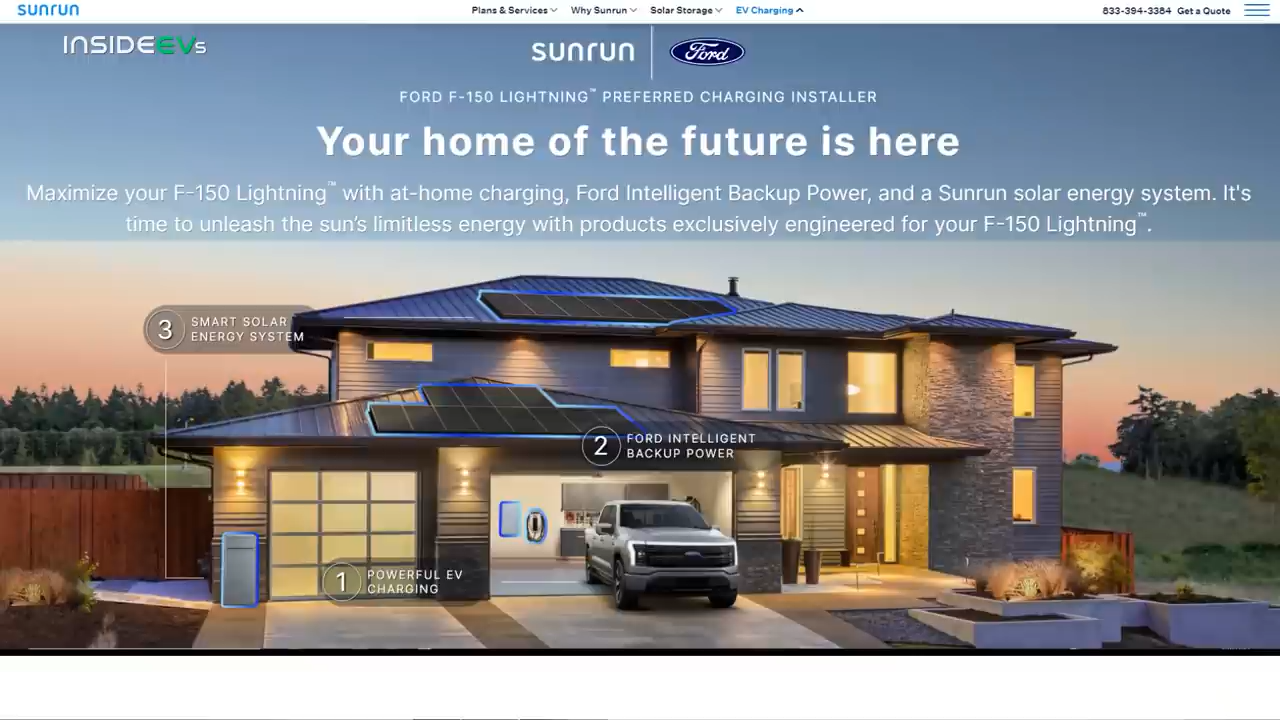 sunrun
Plans & Services Why Sunrun Solar Storage EV Charging 833-394-3384 Get a Quote
INSIDEEVs
sunrun Ford
FORD F-150 LIGHTNING™ PREFERRED CHARGING INSTALLER
Your home of the future is here
Maximize your F-150 Lightning™ with at-home charging, Ford Intelligent Backup Power, and a Sunrun solar energy system. It's
time to unleash the sun’s limitless energy with products exclusively engineered for your F-150 Lightning™.
3 SMART SOLAR
ENERGY SYSTEM
2 FORD INTELLIGENT
BACKUP POWER
1 POWERFUL EV
CHARGING